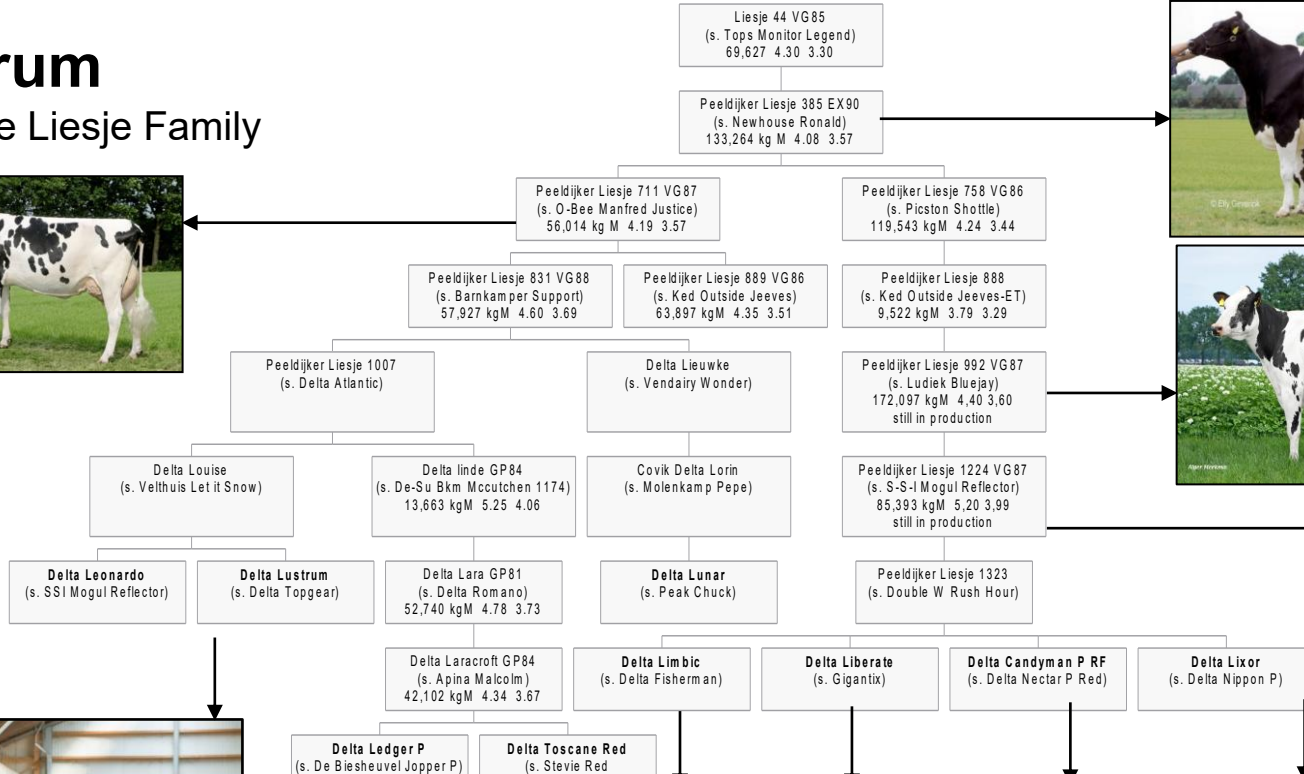 rum
e Liesje Family
Liesje 44 VG85
(s. Tops Monitor Legend)
69,627 4.30 3.30
Peeldijker Liesje 385 EX90
(s. Newhouse Ronald)
133,264 kg M 4.08 3.57
Peeldijker Liesje 711 VG87
(s. O-Bee Manfred Justice)
56,014 kg M 4.19 3.57
Peeldijker Liesje 758 VG86
(s. Picston Shottle)
119,543 kgM 4.24 3.44
Peeldijker Liesje 831 VG88
(s. Barnkamper Support)
57,927 kgM 4.60 3.69
Peeldijker Liesje 889 VG86
(s. Ked Outside Jeeves)
63,897 kgM 4.35 3.51
Peeldijker Liesje 888
(s. Ked Outside Jeeves-ET)
9,522 kgM 3.79 3.29
Peeldijker Liesje 1007
(s. Delta Atlantic)
Delta Lieuwke
(s. Vendairy Wonder)
Peeldijker Liesje 992 VG87
(s. Ludiek Bluejay)
172,097 kgM 4,40 3,60
still in production
Delta Louise
(s. Velthuis Let it Snow)
Delta linde GP84
(s. De-Su Bkm Mccutchen 1174)
13,663 kgM 5.25 4.06
Covik Delta Lorin
(s. Molenkamp Pepe)
Peeldijker Liesje 1224 VG87
(s. S-S-I Mogul Reflector)
85,393 kgM 5,20 3,99
still in production
Delta Leonardo
(s. SSI Mogul Reflector)
Delta Lustrum
(s. Delta Topgear)
Delta Lara GP81
(s. Delta Romano)
52,740 kgM 4.78 3.73
Delta Lunar
(s. Peak Chuck)
Peeldijker Liesje 1323
(s. Double W Rush Hour)
Delta Laracroft GP84
(s. Apina Malcolm)
42,102 kgM 4.34 3.67
Delta Limbic
(s. Delta Fisherman)
Delta Liberate
(s. Gigantix)
Delta Candyman P RF
(s. Delta Nectar P Red)
Delta Lixor
(s. Delta Nippon P)
Delta Ledger P
(s. De Biesheuvel Jopper P)
Delta Toscane Red
(s. Stevie Red